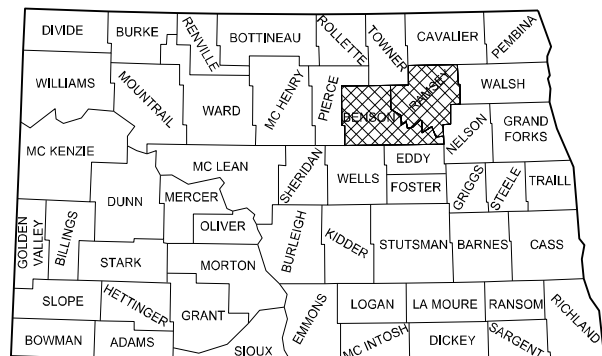 DIVIDE
BURKE
RENVILLE
BOTTINEAU
ROLLETTE
TOWNER
CAVALIER
PEMBINA
WILLIAMS
MOUNTRAIL
WARD
MC HENRY
PIERCE
BENSON
RAMSEY
WALSH
NELSON
GRAND
FORKS
MC KENZIE
DUNN
MC LEAN
MERCER
OLIVER
SHERIDAN
WELLS
EDDY
FOSTER
GRIGGS
STEELE
TRAILL
GOLDEN
VALLEY
BILLINGS
STARK
MORTON
BURLEIGH
KIDDER
STUTSMAN
BARNES
CASS
SLOPE
HETTINGER
GRANT
SIOUX
EMMONS
LOGAN
LA MOURE
RANSOM
RICHLAND
BOWMAN
ADAMS
MC INTOSH
DICKEY
SARGENT